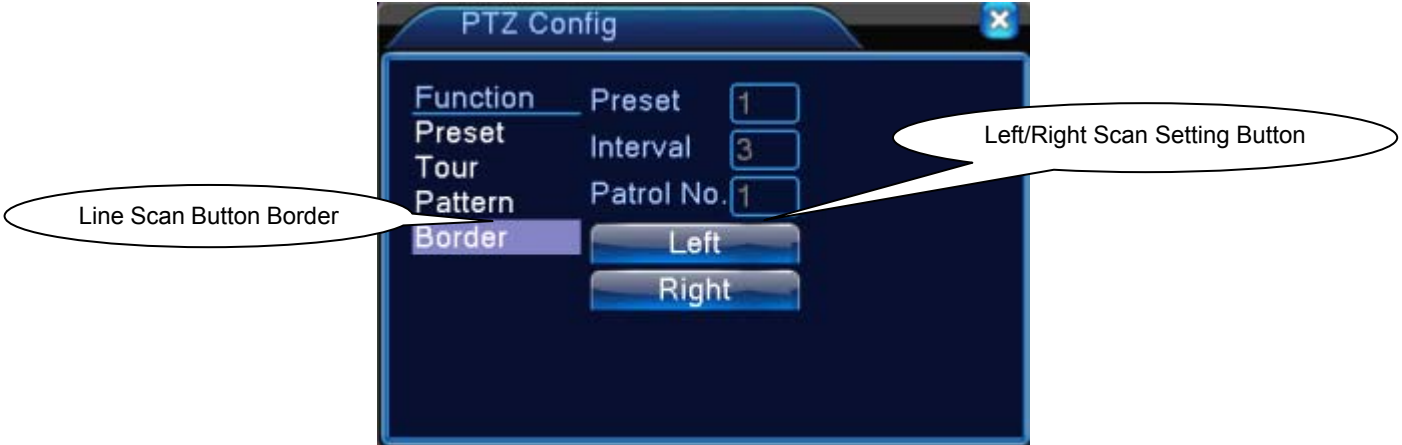 PTZ Config
Function
Preset
Tour
Pattern
Border
Preset 1
Interval 3
Patrol No. 1
Left
Right
Line Scan Button Border
Left/Right Scan Setting Button